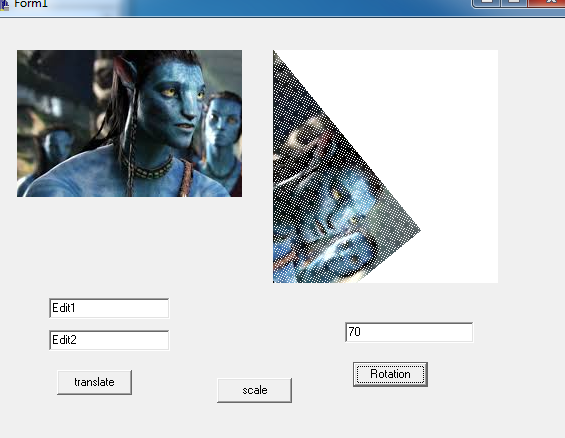 Form1
Edit1
Edit2
70
translate
scale
Rotation